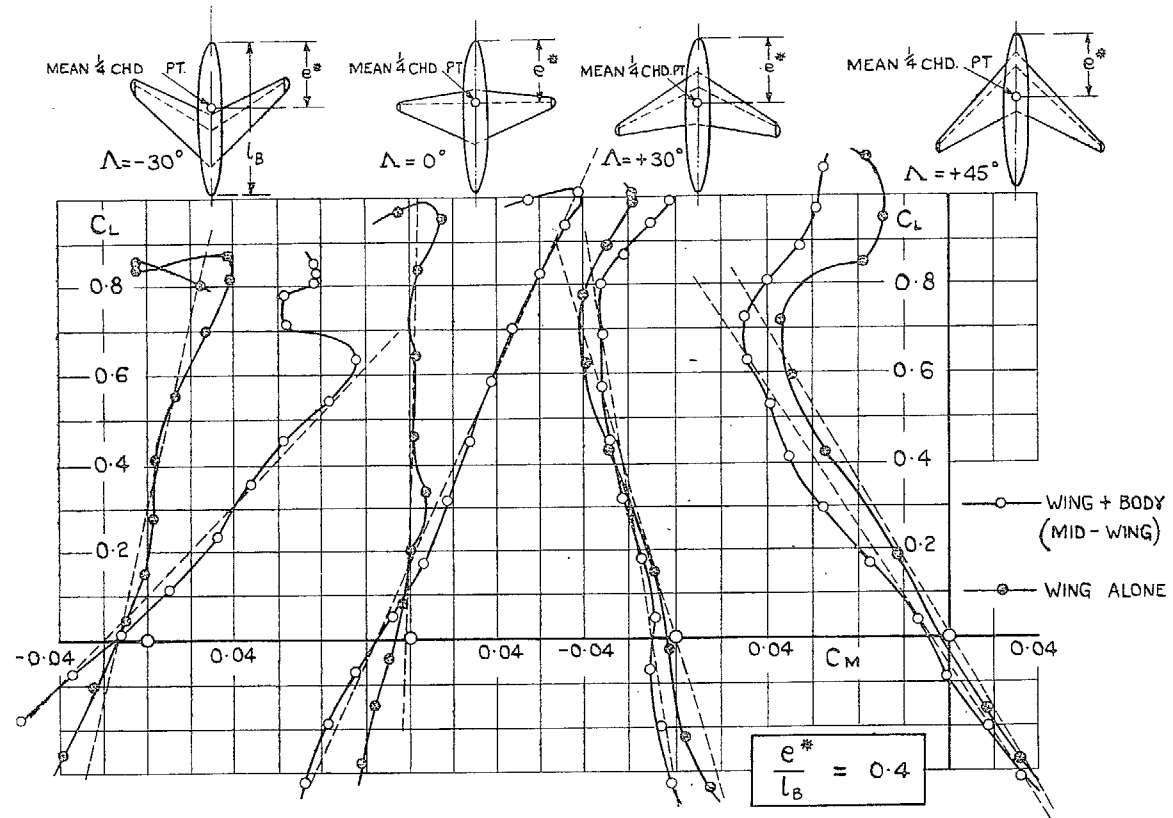 MEAN ¼ CHD PT.
e*
l_B
Λ = -30°
MEAN ¼ CHD. PT
e*
Λ = 0°
MEAN ¼ CHD. PT
e*
Λ = +30°
MEAN ¼ CHD. PT
e*
Λ = +45°
C_L
C_L
0.8
0.8
0.6
0.6
0.4
0.4
0.2
0.2
WING + BODY
(MID-WING)
WING ALONE
-0.04
0.04
0.04
-0.04
0.04
C_M
0.04
e*/l_B = 0.4